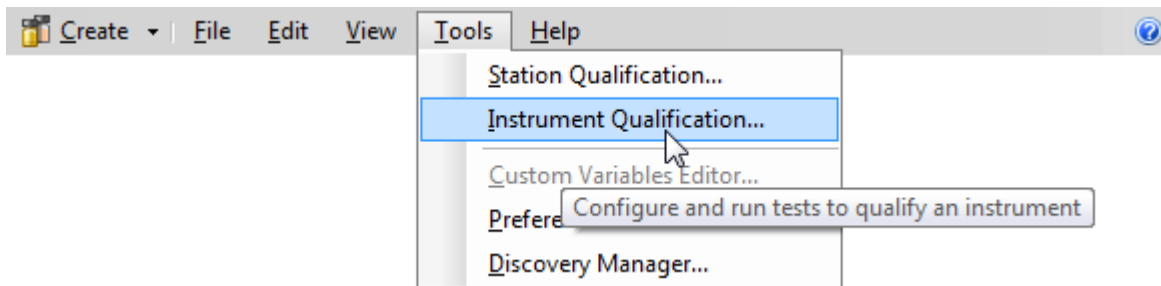 Create File Edit View Tools Help
Station Qualification...
Instrument Qualification...
Custom Variables Editor...
Configure and run tests to qualify an instrument
Prefere
Discovery Manager...